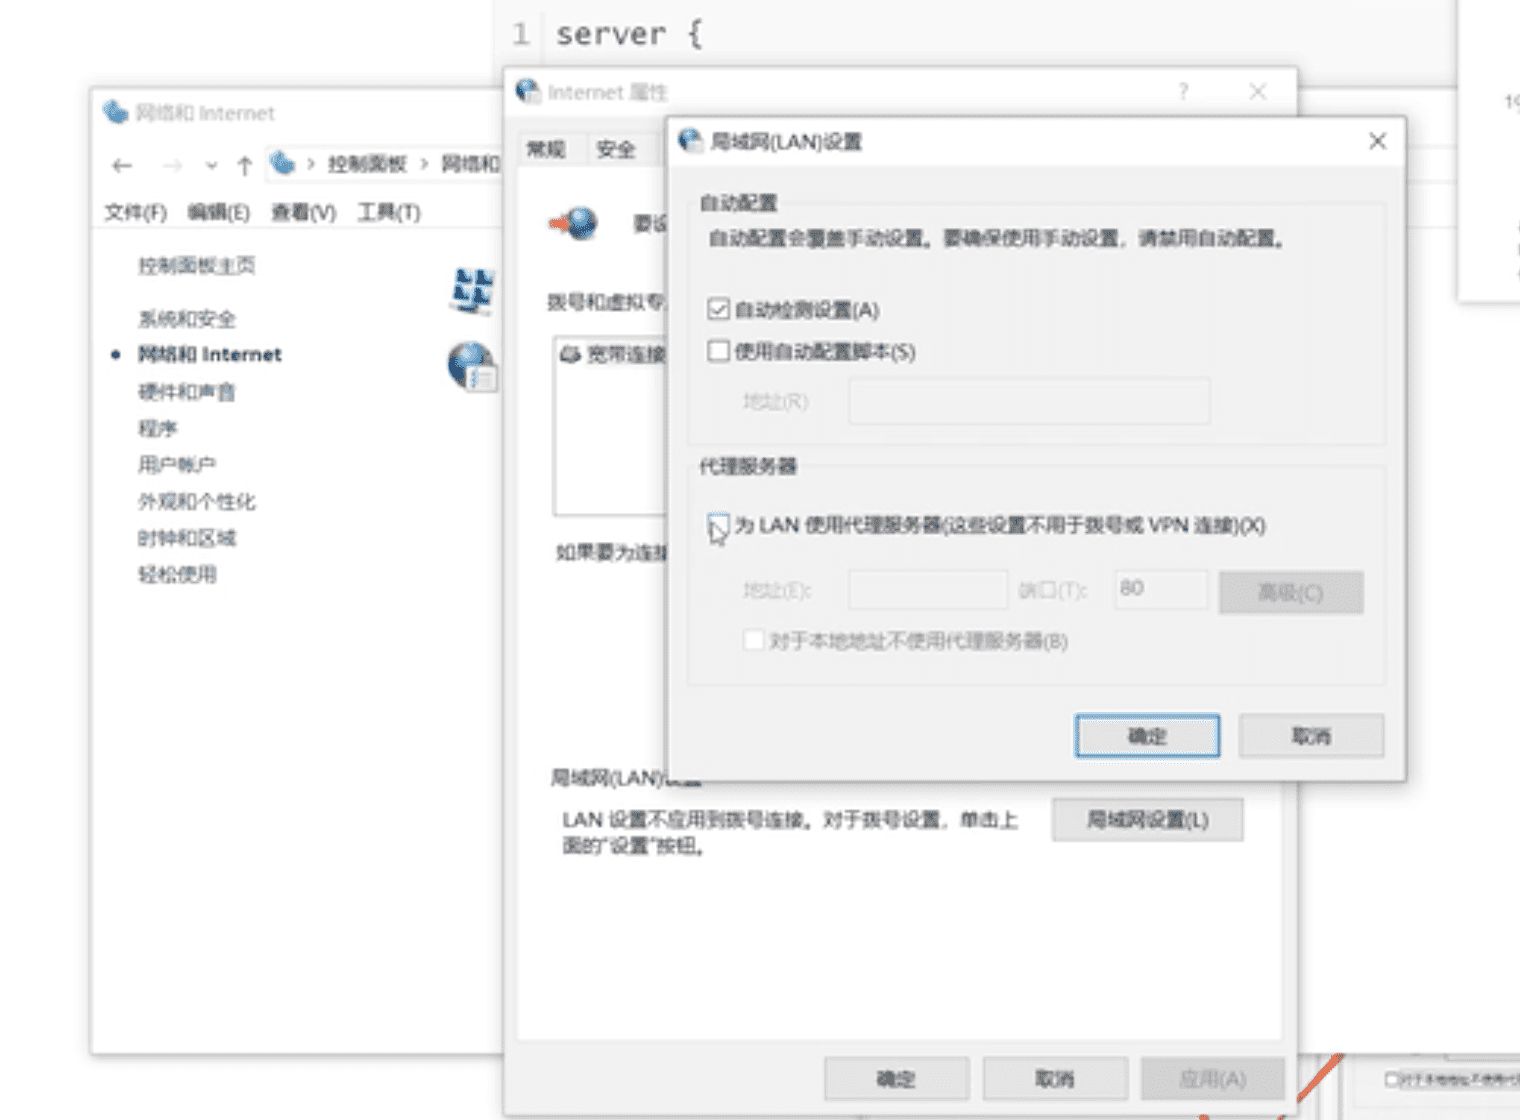 1 server {
网络和 Internet
控制面板 › 网络和
文件(F) 编辑(E) 查看(V) 工具(T)
控制面板主页
系统和安全
网络和 Internet
硬件和声音
程序
用户帐户
外观和个性化
时钟和区域
轻松使用
Internet 属性
常规 安全
要设
拨号和虚拟专
宽带连接
如果要为连接
局域网(LAN)设置
LAN 设置不应用到拨号连接。对于拨号设置，单击上
面的"设置"按钮。
局域网设置(L)
确定 取消 应用(A)
局域网(LAN)设置
自动配置
自动配置会覆盖手动设置。要确保使用手动设置，请禁用自动配置。
自动检测设置(A)
使用自动配置脚本(S)
地址(R)
代理服务器
为 LAN 使用代理服务器(这些设置不用于拨号或 VPN 连接)(X)
地址(E): 端口(T): 80 高级(C)
对于本地地址不使用代理服务器(B)
确定 取消
19
对于本地地址不使用代